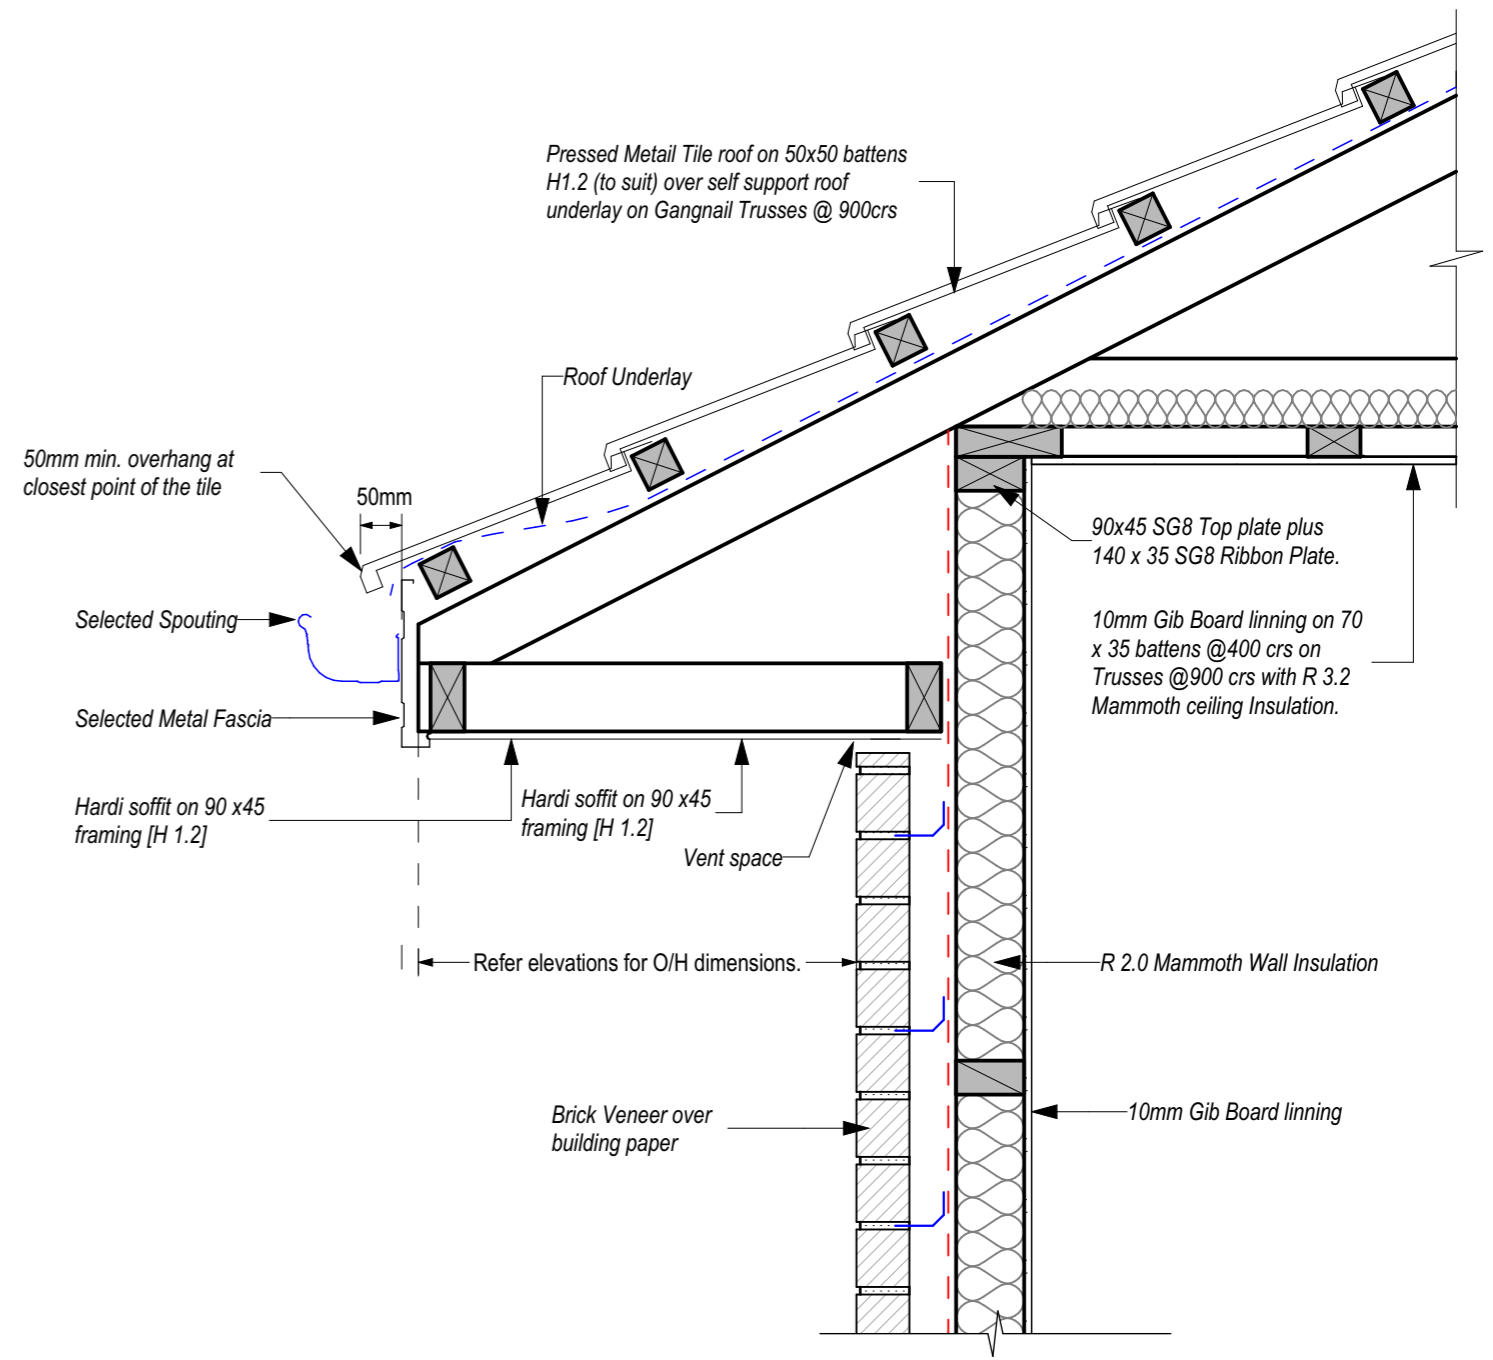 Pressed Metail Tile roof on 50x50 battens
H1.2 (to suit) over self support roof
underlay on Gangnail Trusses @ 900crs
Roof Underlay
50mm min. overhang at
closest point of the tile
50mm
90x45 SG8 Top plate plus
140 x 35 SG8 Ribbon Plate.
Selected Spouting
10mm Gib Board linning on 70
x 35 battens @400 crs on
Trusses @900 crs with R 3.2
Mammoth ceiling Insulation.
Selected Metal Fascia
Hardi soffit on 90 x45
framing [H 1.2]
Hardi soffit on 90 x45
framing [H 1.2]
Vent space
Refer elevations for O/H dimensions.
R 2.0 Mammoth Wall Insulation
Brick Veneer over
building paper
10mm Gib Board linning